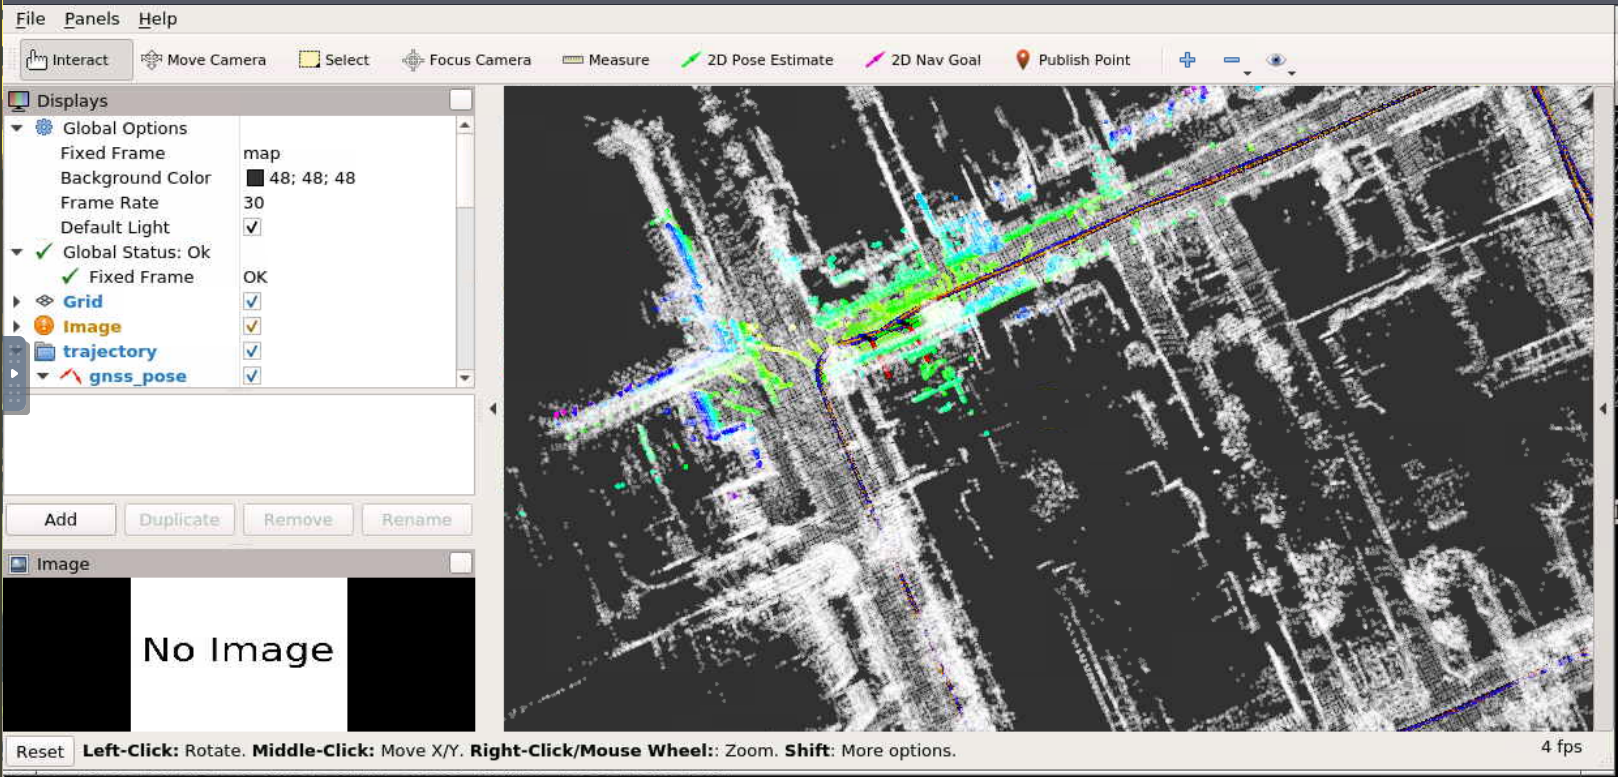 File Panels Help
Interact Move Camera Select Focus Camera Measure 2D Pose Estimate 2D Nav Goal Publish Point
Displays
Global Options
Fixed Frame map
Background Color 48; 48; 48
Frame Rate 30
Default Light
Global Status: Ok
Fixed Frame OK
Grid
Image
trajectory
gnss_pose
Add Duplicate Remove Rename
Image
No Image
Reset Left-Click: Rotate. Middle-Click: Move X/Y. Right-Click/Mouse Wheel:: Zoom. Shift: More options. 4 fps